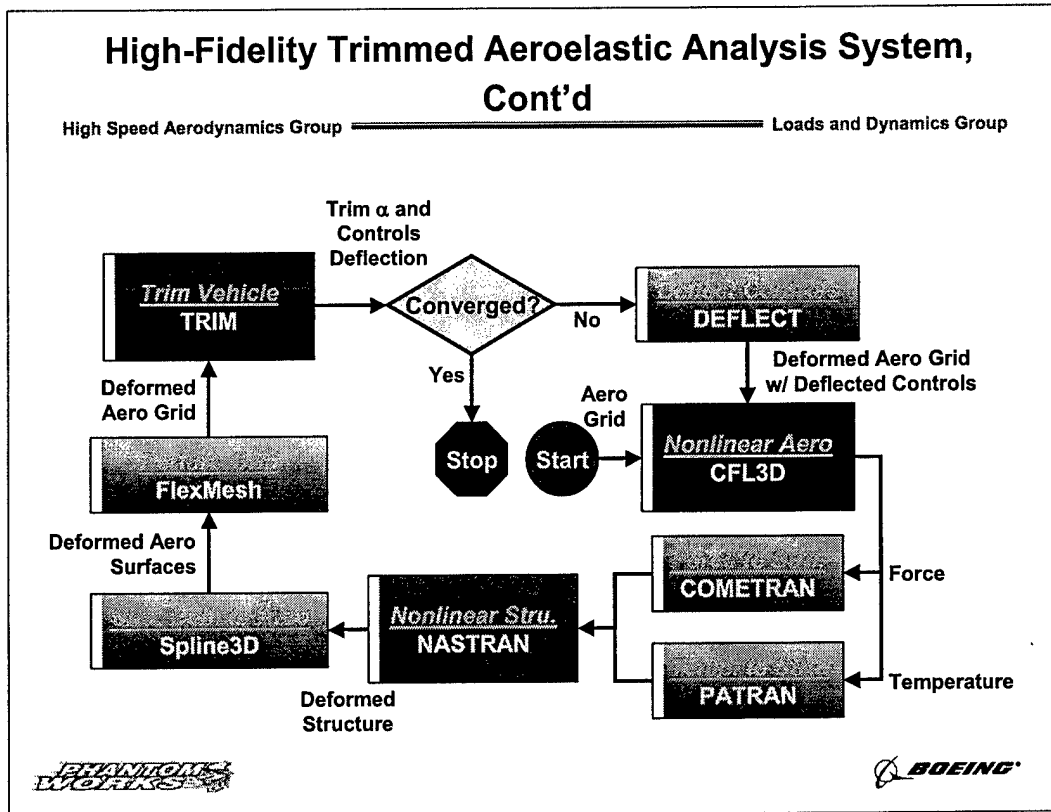 High-Fidelity Trimmed Aeroelastic Analysis System,
Cont'd
High Speed Aerodynamics Group
Loads and Dynamics Group
Trim α and
Controls
Deflection
Trim Vehicle
TRIM
Converged?
No
DEFLECT
Yes
Deformed Aero Grid
w/ Deflected Controls
Deformed
Aero Grid
Aero
Grid
Stop
Start
Nonlinear Aero
CFL3D
FlexMesh
Deformed Aero
Surfaces
COMETRAN
Force
Spline3D
Nonlinear Stru.
NASTRAN
PATRAN
Temperature
Deformed
Structure
PHANTOM
WORKS
BOEING®